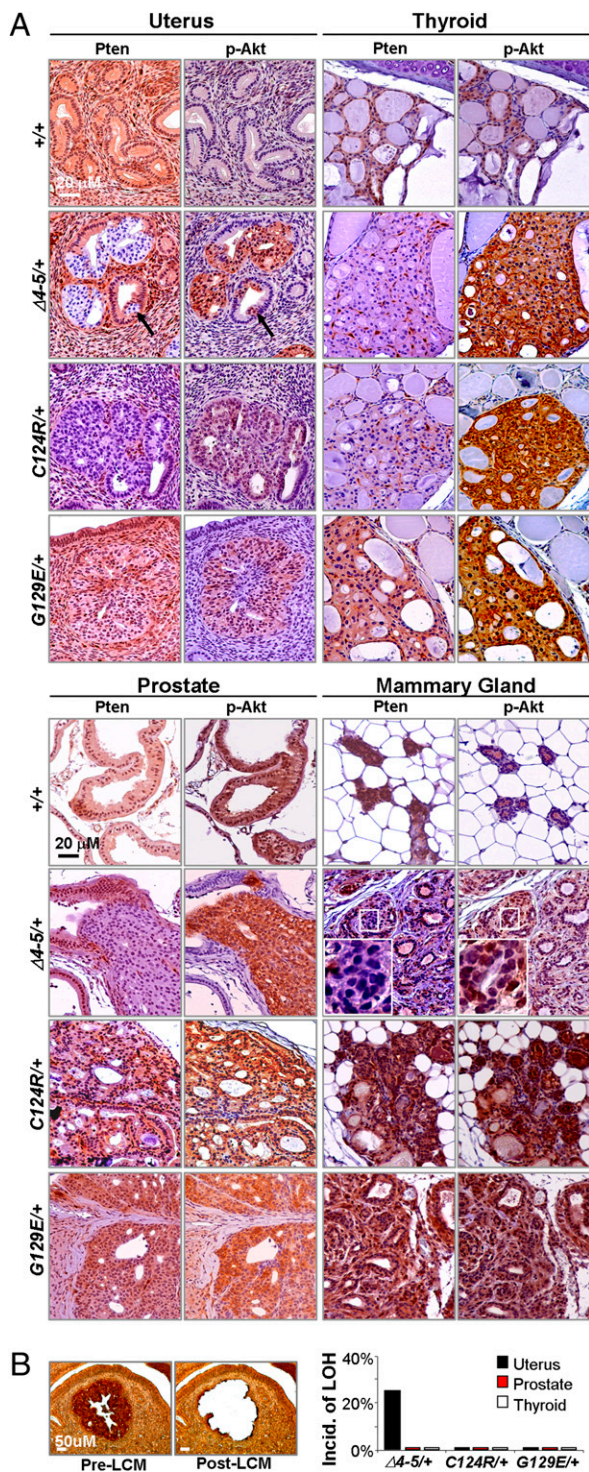 A
Uterus Thyroid
Pten p-Akt Pten p-Akt
+/+
20 µM
Δ4-5/+
C124R/+
G129E/+
Prostate Mammary Gland
Pten p-Akt Pten p-Akt
+/+
20 µM
Δ4-5/+
C124R/+
G129E/+
B
50uM
Pre-LCM Post-LCM
Incid. of LOH
40%
20%
0%
Uterus
Prostate
Thyroid
Δ4-5/+ C124R/+ G129E/+